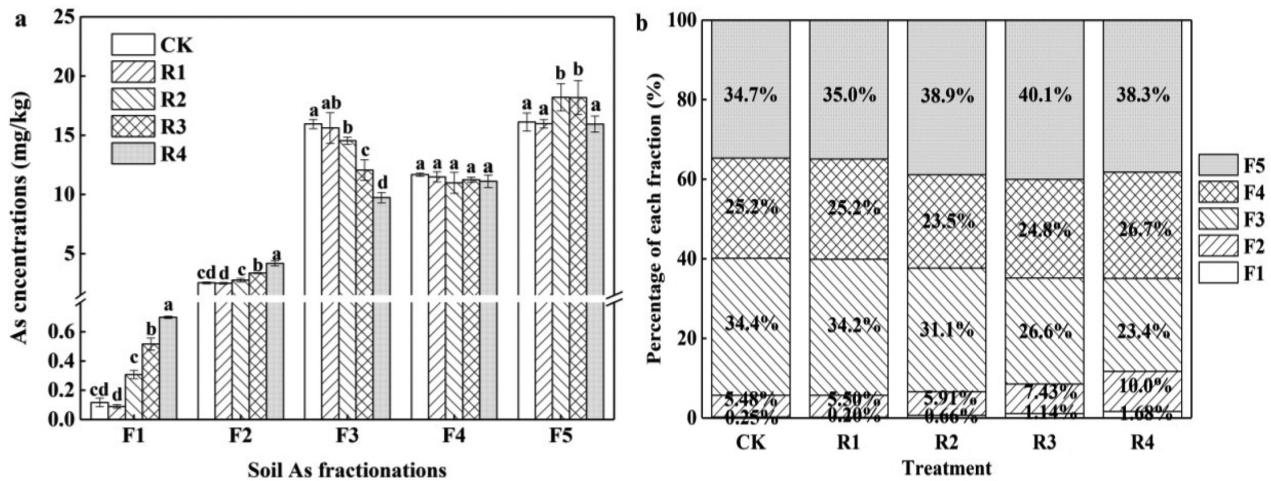 a
25
20
15
10
5
0.6
0.4
0.2
0.0
As cncentrations (mg/kg)
CK
R1
R2
R3
R4
cd d c b a
cd d c b a
a ab b c d
a a a a a
a a b b a
F1 F2 F3 F4 F5
Soil As fractionations
b
100
80
60
40
20
0
Percentage of each fraction (%)
34.7% 35.0% 38.9% 40.1% 38.3%
25.2% 25.2% 23.5% 24.8% 26.7%
34.4% 34.2% 31.1% 26.6% 23.4%
5.48% 5.50% 5.91% 7.43% 10.0%
0.25% 0.20% 0.66% 1.14% 1.68%
CK R1 R2 R3 R4
Treatment
F5
F4
F3
F2
F1